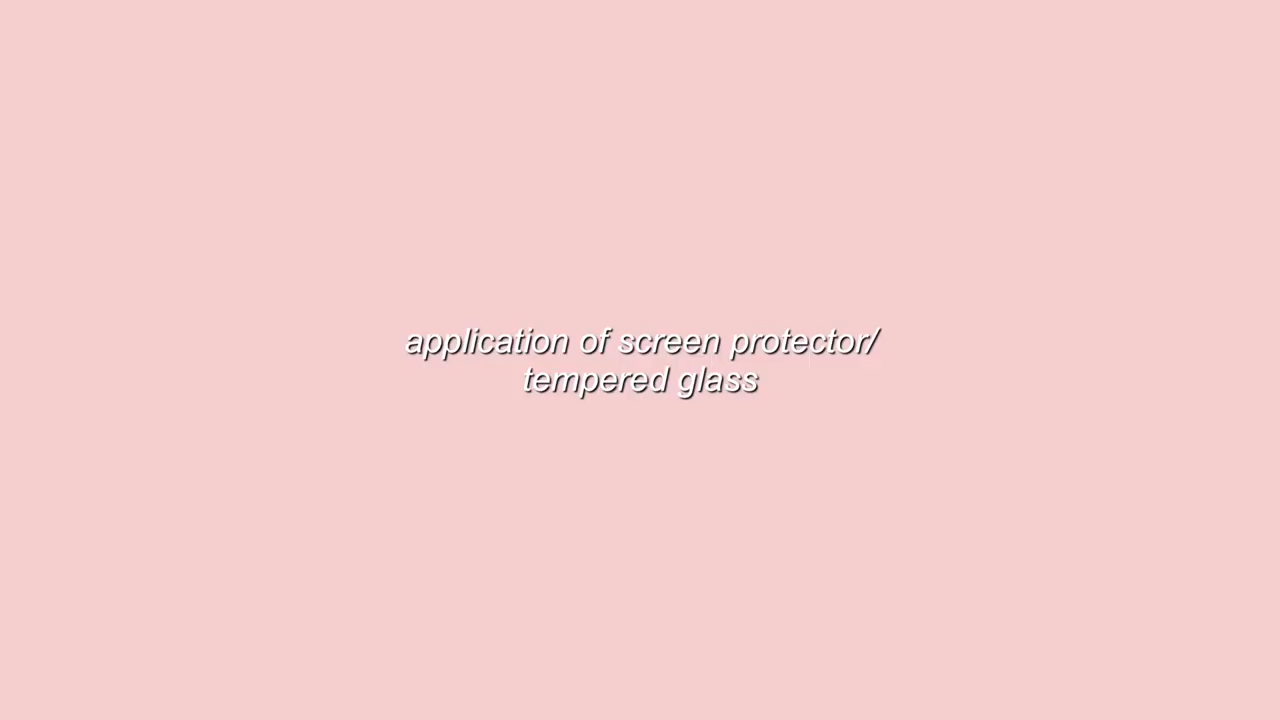 application of screen protector/
tempered glass